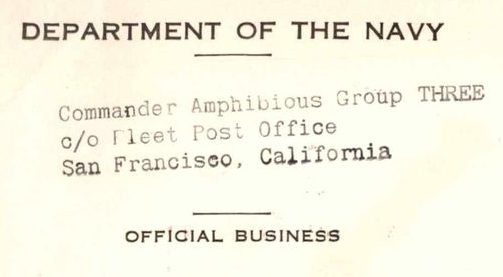 DEPARTMENT OF THE NAVY
Commander Amphibious Group THREE
c/o Fleet Post Office
San Francisco, California
OFFICIAL BUSINESS